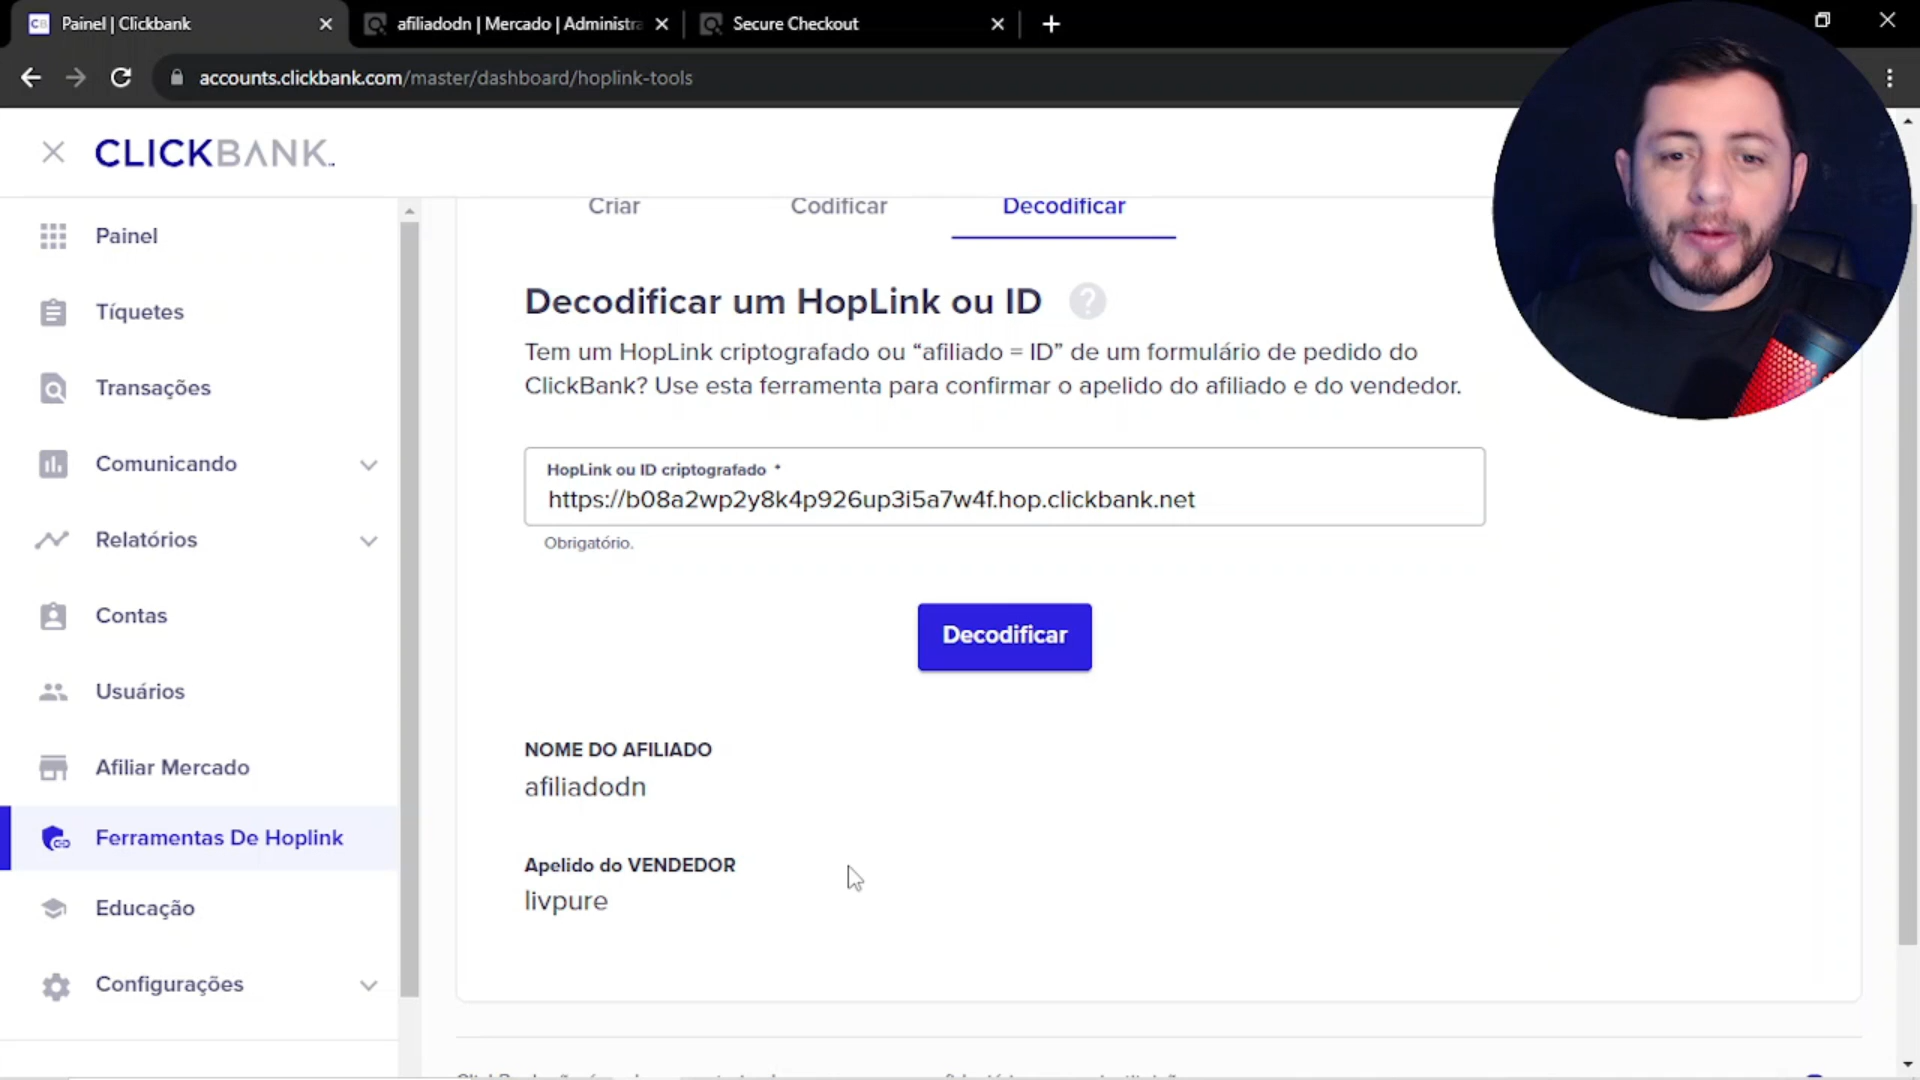 Painel | Clickbank
afiliadodn | Mercado | Administra
Secure Checkout
accounts.clickbank.com/master/dashboard/hoplink-tools
CLICKBANK
Criar
Codificar
Decodificar
Painel
Tíquetes
Transações
Comunicando
Relatórios
Contas
Usuários
Afiliar Mercado
Ferramentas De Hoplink
Educação
Configurações
Decodificar um HopLink ou ID
Tem um HopLink criptografado ou “afiliado = ID” de um formulário de pedido do
ClickBank? Use esta ferramenta para confirmar o apelido do afiliado e do vendedor.
HopLink ou ID criptografado *
https://b08a2wp2y8k4p926up3i5a7w4f.hop.clickbank.net
Obrigatório.
Decodificar
NOME DO AFILIADO
afiliadodn
Apelido do VENDEDOR
livpure